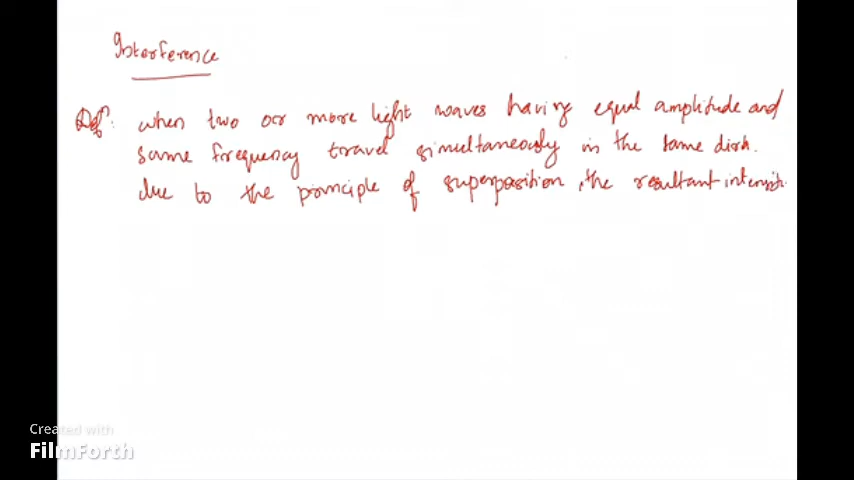 Interference
Defn: when two or more light waves having equal amplitude and
same frequency travel simultaneously in the same dirn.
due to the principle of superposition, the resultant intensit
Created with
FilmForth